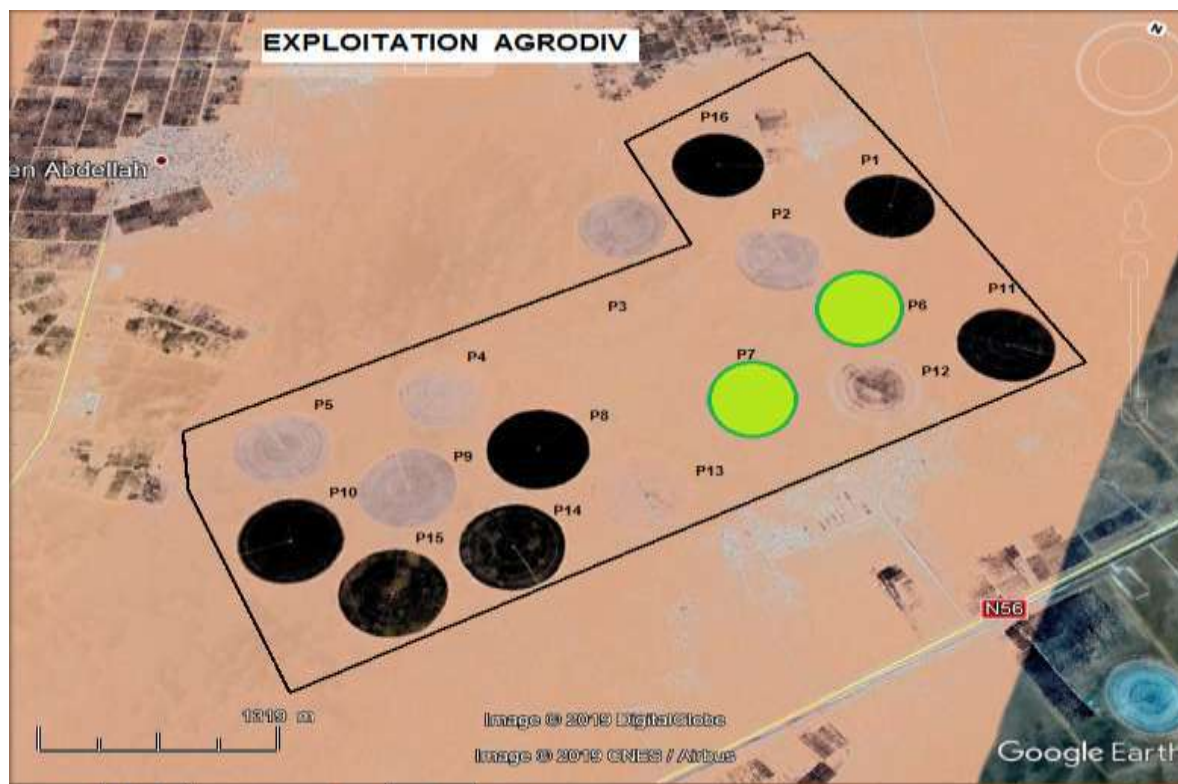 EXPLOITATION AGRODIV
N
P16
en Abdellah
P1
P2
P11
P3
P6
P7
P4
P12
P5
P8
P9
P13
P10
P14
P15
N56
1319 m
Image © 2019 DigitalGlobe
Image © 2019 CNES / Airbus
Google Earth